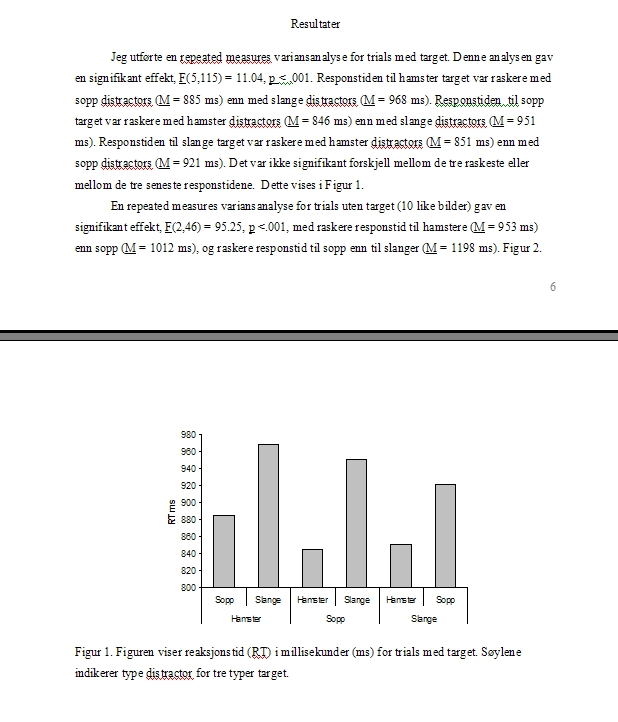 Resultater
Jeg utførte en repeated measures variansanalyse for trials med target. Denne analysen gav
en signifikant effekt, F(5,115) = 11.04, p < .001. Responstiden til hamster target var raskere med
sopp distractors (M = 885 ms) enn med slange distractors (M = 968 ms). Responstiden til sopp
target var raskere med hamster distractors (M = 846 ms) enn med slange distractors (M = 951
ms). Responstiden til slange target var raskere med hamster distractors (M = 851 ms) enn med
sopp distractors (M = 921 ms). Det var ikke signifikant forskjell mellom de tre raskeste eller
mellom de tre seneste responstidene. Dette vises i Figur 1.
En repeated measures variansanalyse for trials uten target (10 like bilder) gav en
signifikant effekt, F(2,46) = 95.25, p <.001, med raskere responstid til hamstere (M = 953 ms)
enn sopp (M = 1012 ms), og raskere responstid til sopp enn til slanger (M = 1198 ms). Figur 2.
6
980
960
940
920
900
880
860
840
820
800
RT ms
Sopp Slange Hamster Slange Hamster Sopp
Hamster Sopp Slange
Figur 1. Figuren viser reaksjonstid (RT) i millisekunder (ms) for trials med target. Søylene
indikerer type distractor for tre typer target.